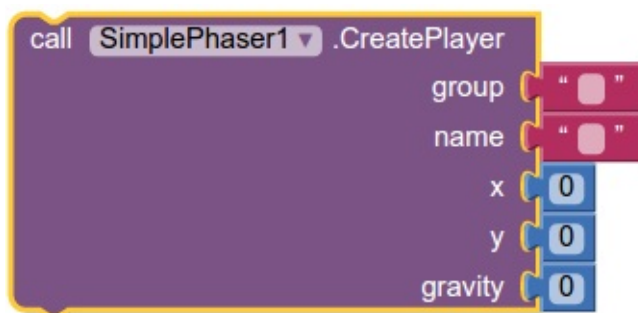 call SimplePhaser1 .CreatePlayer
group “ ”
name “ ”
x 0
y 0
gravity 0